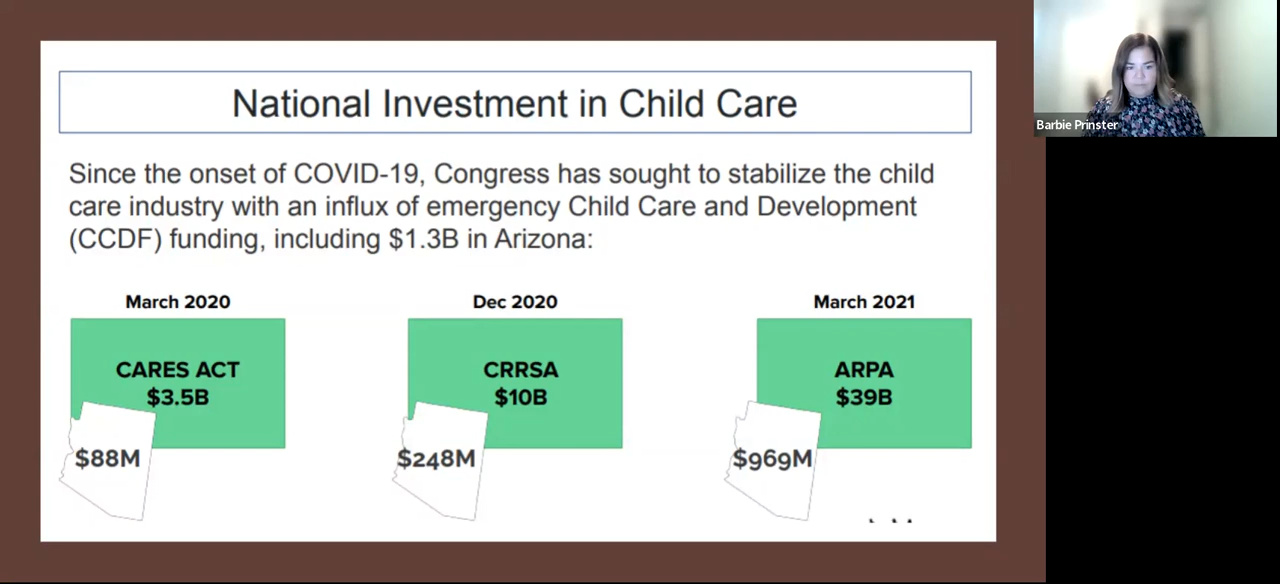 National Investment in Child Care
Since the onset of COVID-19, Congress has sought to stabilize the child
care industry with an influx of emergency Child Care and Development
(CCDF) funding, including $1.3B in Arizona:
March 2020
CARES ACT
$3.5B
$88M
Dec 2020
CRRSA
$10B
$248M
March 2021
ARPA
$39B
$969M
Barbie Prinster